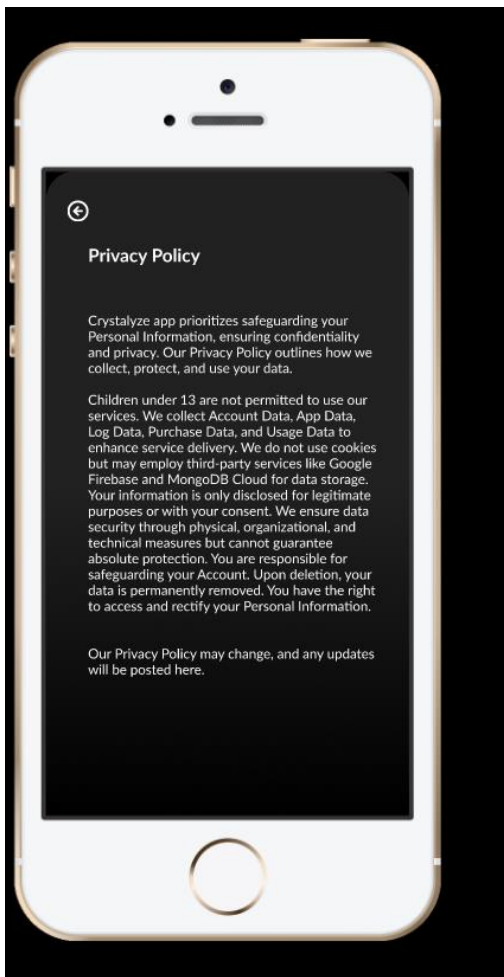 Privacy Policy
Crystalyze app prioritizes safeguarding your
Personal Information, ensuring confidentiality
and privacy. Our Privacy Policy outlines how we
collect, protect, and use your data.
Children under 13 are not permitted to use our
services. We collect Account Data, App Data,
Log Data, Purchase Data, and Usage Data to
enhance service delivery. We do not use cookies
but may employ third-party services like Google
Firebase and MongoDB Cloud for data storage.
Your information is only disclosed for legitimate
purposes or with your consent. We ensure data
security through physical, organizational, and
technical measures but cannot guarantee
absolute protection. You are responsible for
safeguarding your Account. Upon deletion, your
data is permanently removed. You have the right
to access and rectify your Personal Information.
Our Privacy Policy may change, and any updates
will be posted here.